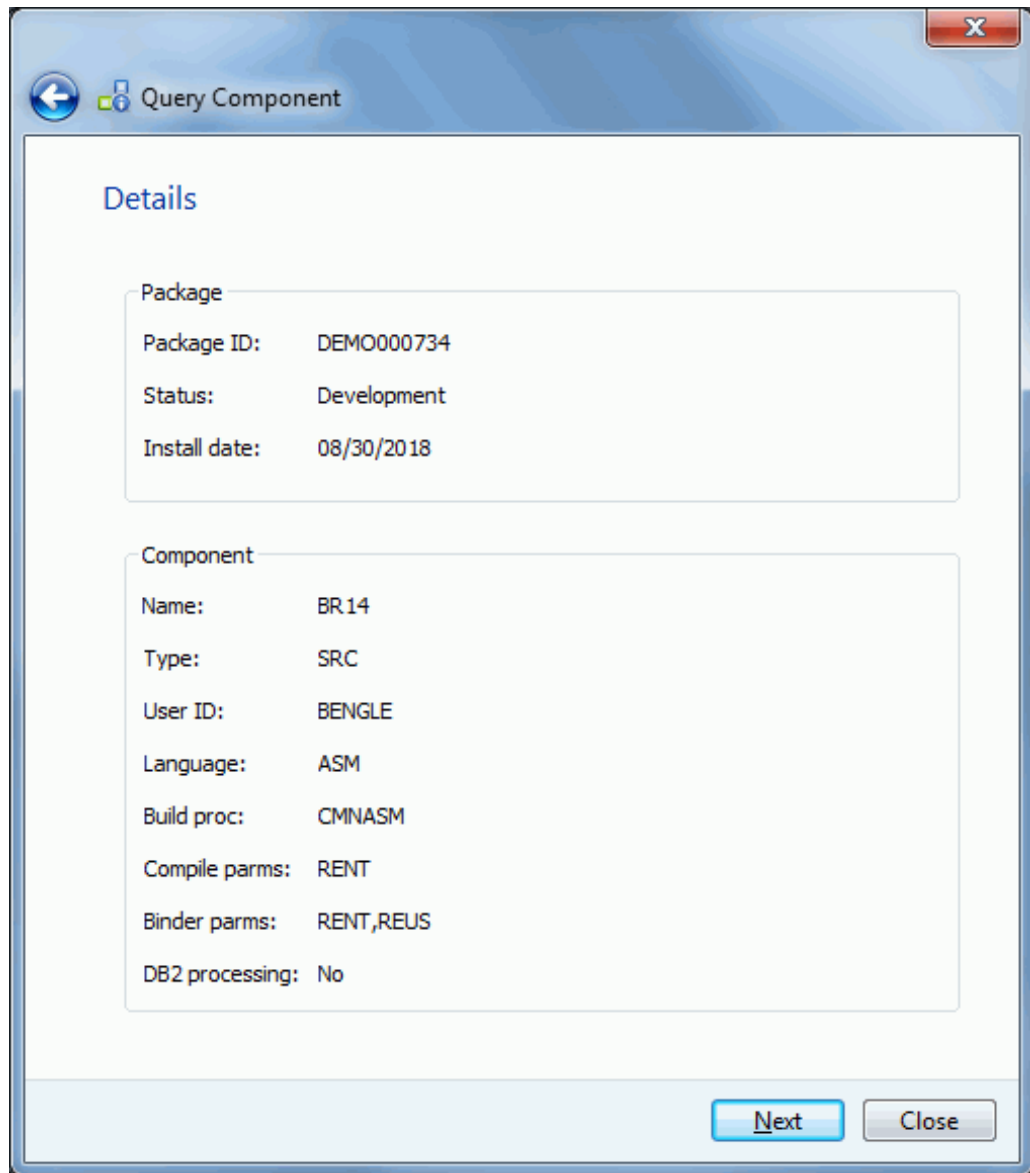 Query Component
Details
Package
Package ID: DEMO000734
Status: Development
Install date: 08/30/2018
Component
Name: BR14
Type: SRC
User ID: BENGLE
Language: ASM
Build proc: CMNASM
Compile parms: RENT
Binder parms: RENT,REUS
DB2 processing: No
Next Close